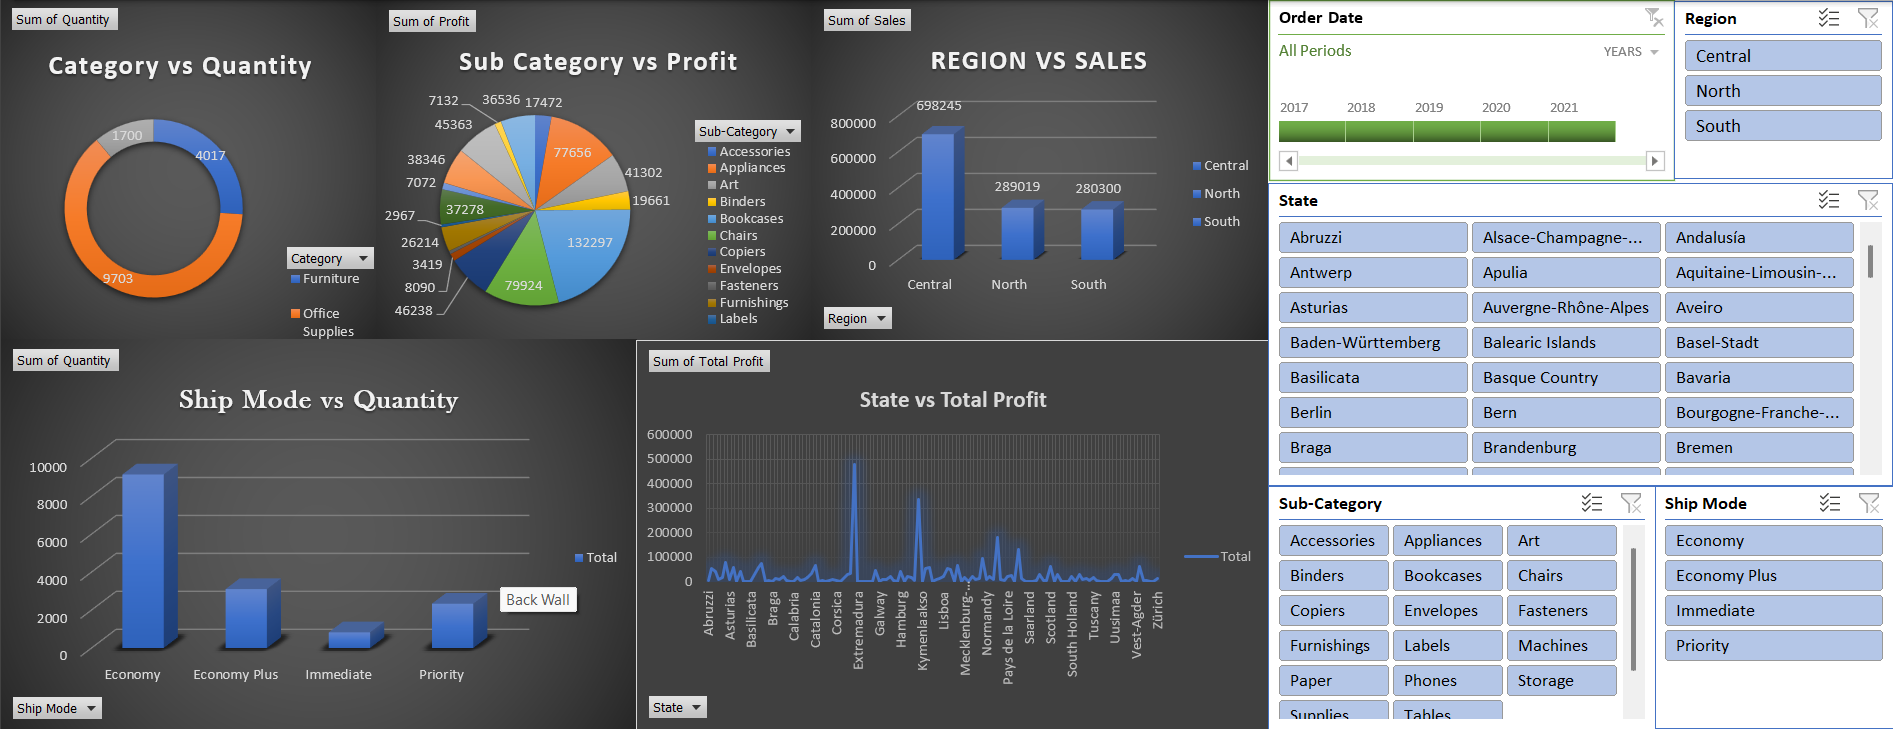 Sum of Quantity
Category vs Quantity
1700
4017
9703
Category
Furniture
Office
Supplies
Sum of Profit
Sub Category vs Profit
7132
36536
17472
45363
77656
38346
41302
7072
19661
37278
2967
132297
26214
3419
8090
79924
46238
Sub-Category
Accessories
Appliances
Art
Binders
Bookcases
Chairs
Copiers
Envelopes
Fasteners
Furnishings
Labels
Sum of Sales
REGION VS SALES
698245
800000
600000
400000
200000
0
289019
280300
Central
North
South
Central
North
South
Region
Order Date
All Periods
YEARS
2017 2018 2019 2020 2021
Region
Central
North
South
State
Abruzzi Alsace-Champagne-... Andalusía
Antwerp Apulia Aquitaine-Limousin-...
Asturias Auvergne-Rhône-Alpes Aveiro
Baden-Württemberg Balearic Islands Basel-Stadt
Basilicata Basque Country Bavaria
Berlin Bern Bourgogne-Franche-...
Braga Brandenburg Bremen
Sum of Quantity
Ship Mode vs Quantity
10000
8000
6000
4000
2000
0
Economy Economy Plus Immediate Priority
Total
Back Wall
Ship Mode
Sum of Total Profit
State vs Total Profit
600000
500000
400000
300000
200000
100000
0
Abruzzi
Asturias
Basilicata
Braga
Calabria
Catalonia
Corsica
Extremadura
Galway
Hamburg
Kymenlaakso
Lisboa
Mecklenburg-...
Normandy
Pays de la Loire
Saarland
Scotland
South Holland
Tuscany
Uusimaa
Vest-Agder
Zürich
Total
State
Sub-Category
Accessories Appliances Art
Binders Bookcases Chairs
Copiers Envelopes Fasteners
Furnishings Labels Machines
Paper Phones Storage
Supplies Tables
Ship Mode
Economy
Economy Plus
Immediate
Priority